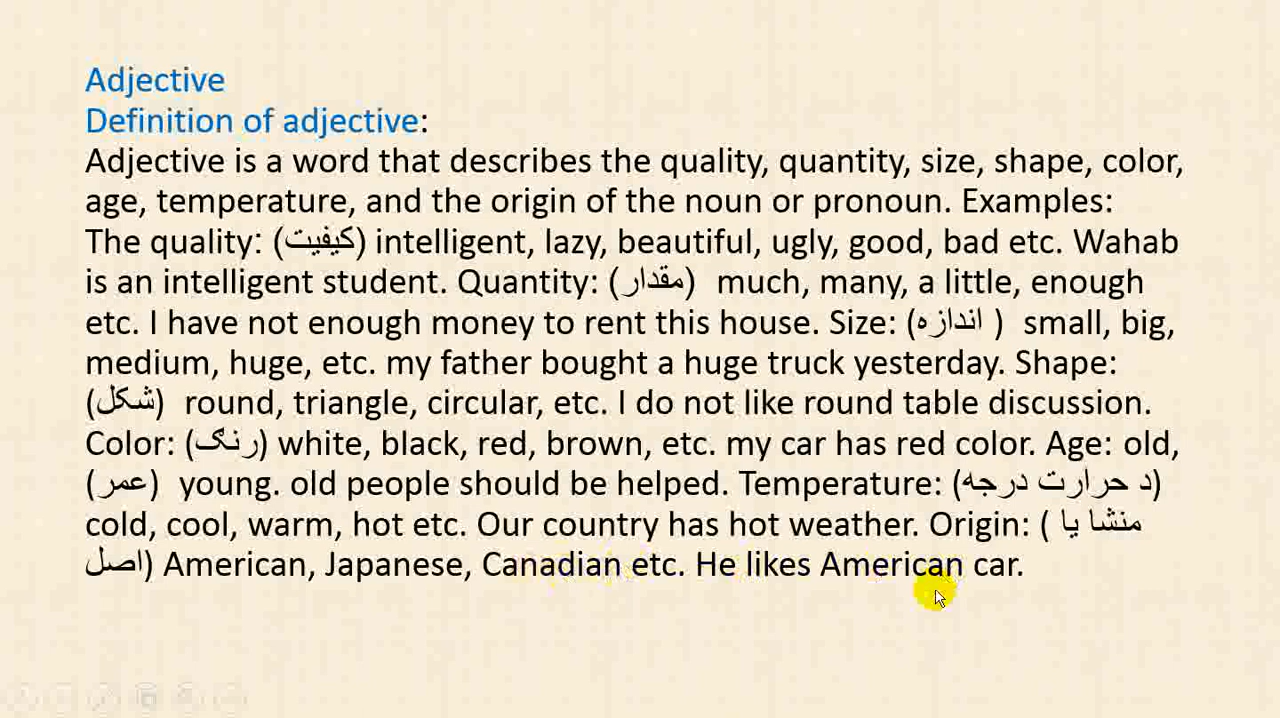 Adjective
Definition of adjective:
Adjective is a word that describes the quality, quantity, size, shape, color,
age, temperature, and the origin of the noun or pronoun. Examples:
The quality: (کیفیت) intelligent, lazy, beautiful, ugly, good, bad etc. Wahab
is an intelligent student. Quantity: (مقدار) much, many, a little, enough
etc. I have not enough money to rent this house. Size: (اندازه ) small, big,
medium, huge, etc. my father bought a huge truck yesterday. Shape:
(شکل) round, triangle, circular, etc. I do not like round table discussion.
Color: (رنګ) white, black, red, brown, etc. my car has red color. Age: old,
(عمر) young. old people should be helped. Temperature: (د حرارت درجه)
cold, cool, warm, hot etc. Our country has hot weather. Origin: ( منشا یا
اصل) American, Japanese, Canadian etc. He likes American car.